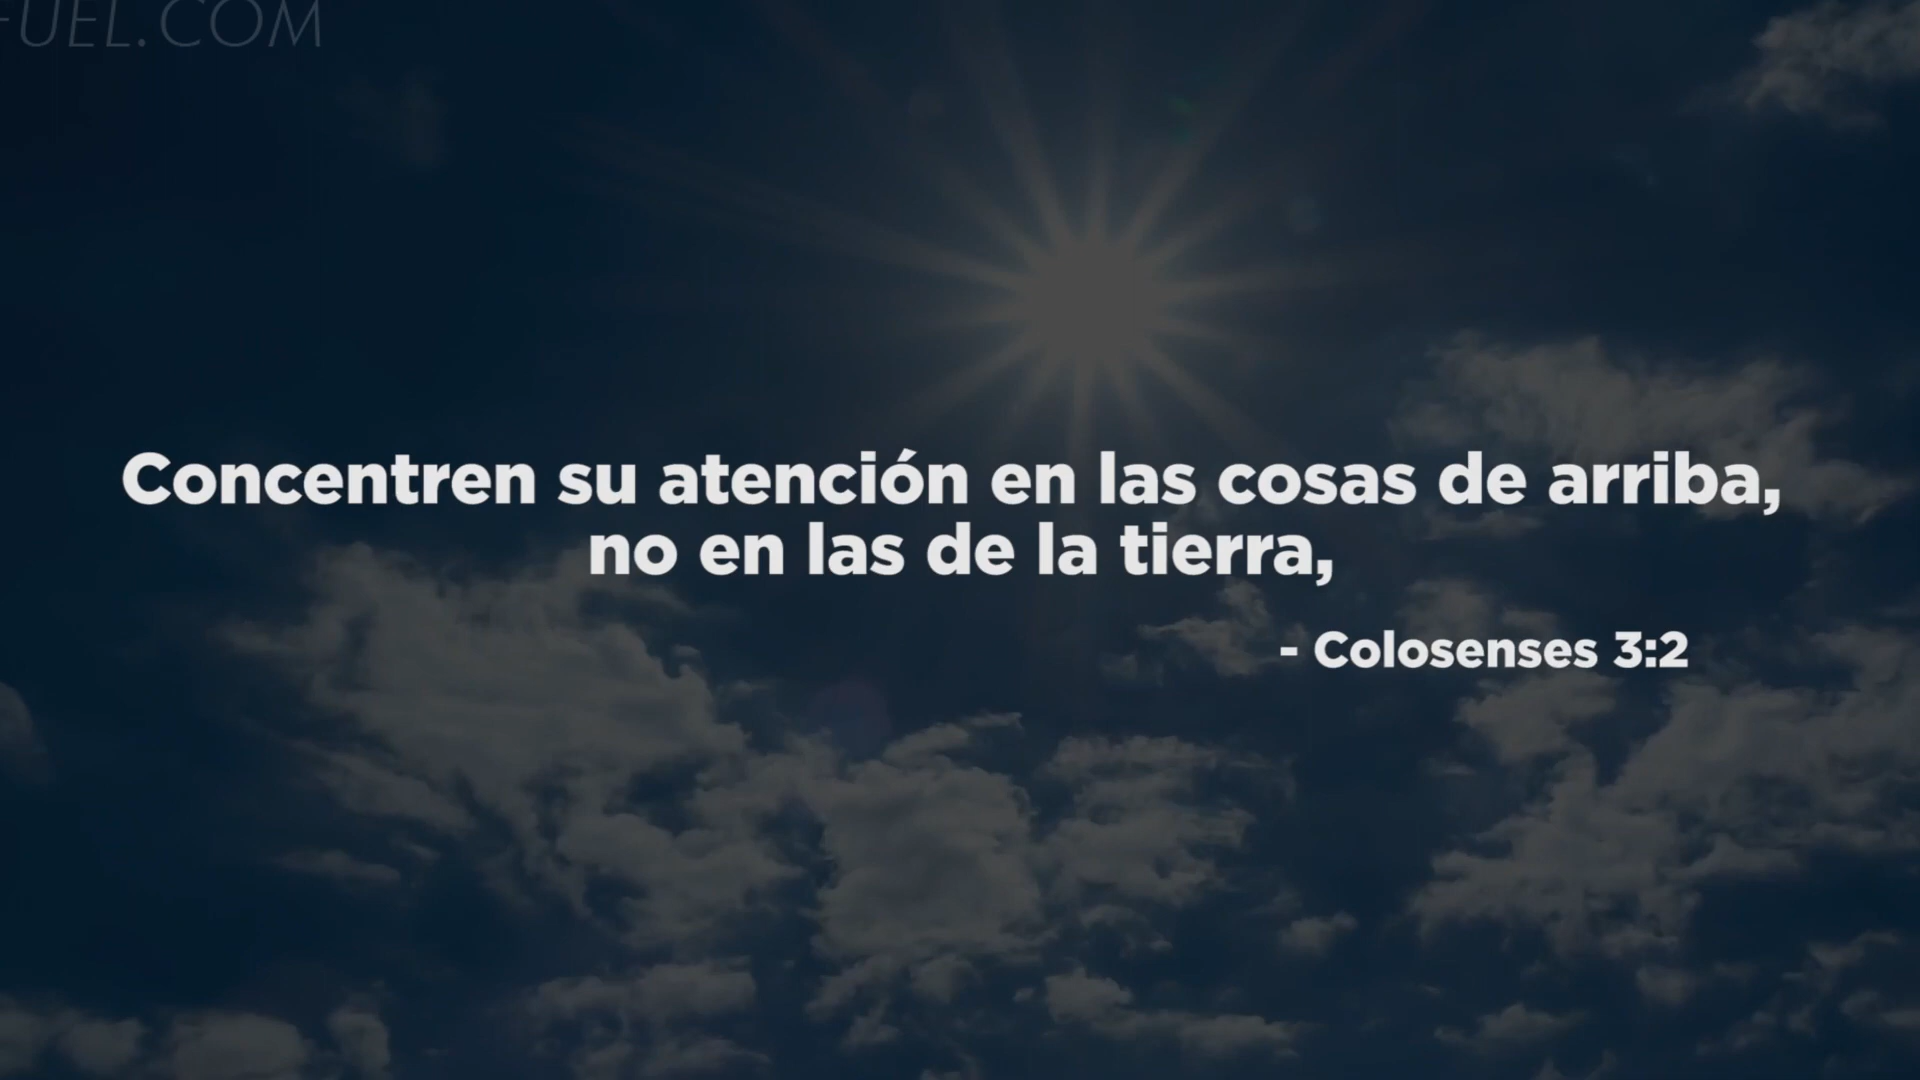 FUEL.COM
Concentren su atención en las cosas de arriba,
no en las de la tierra,
- Colosenses 3:2